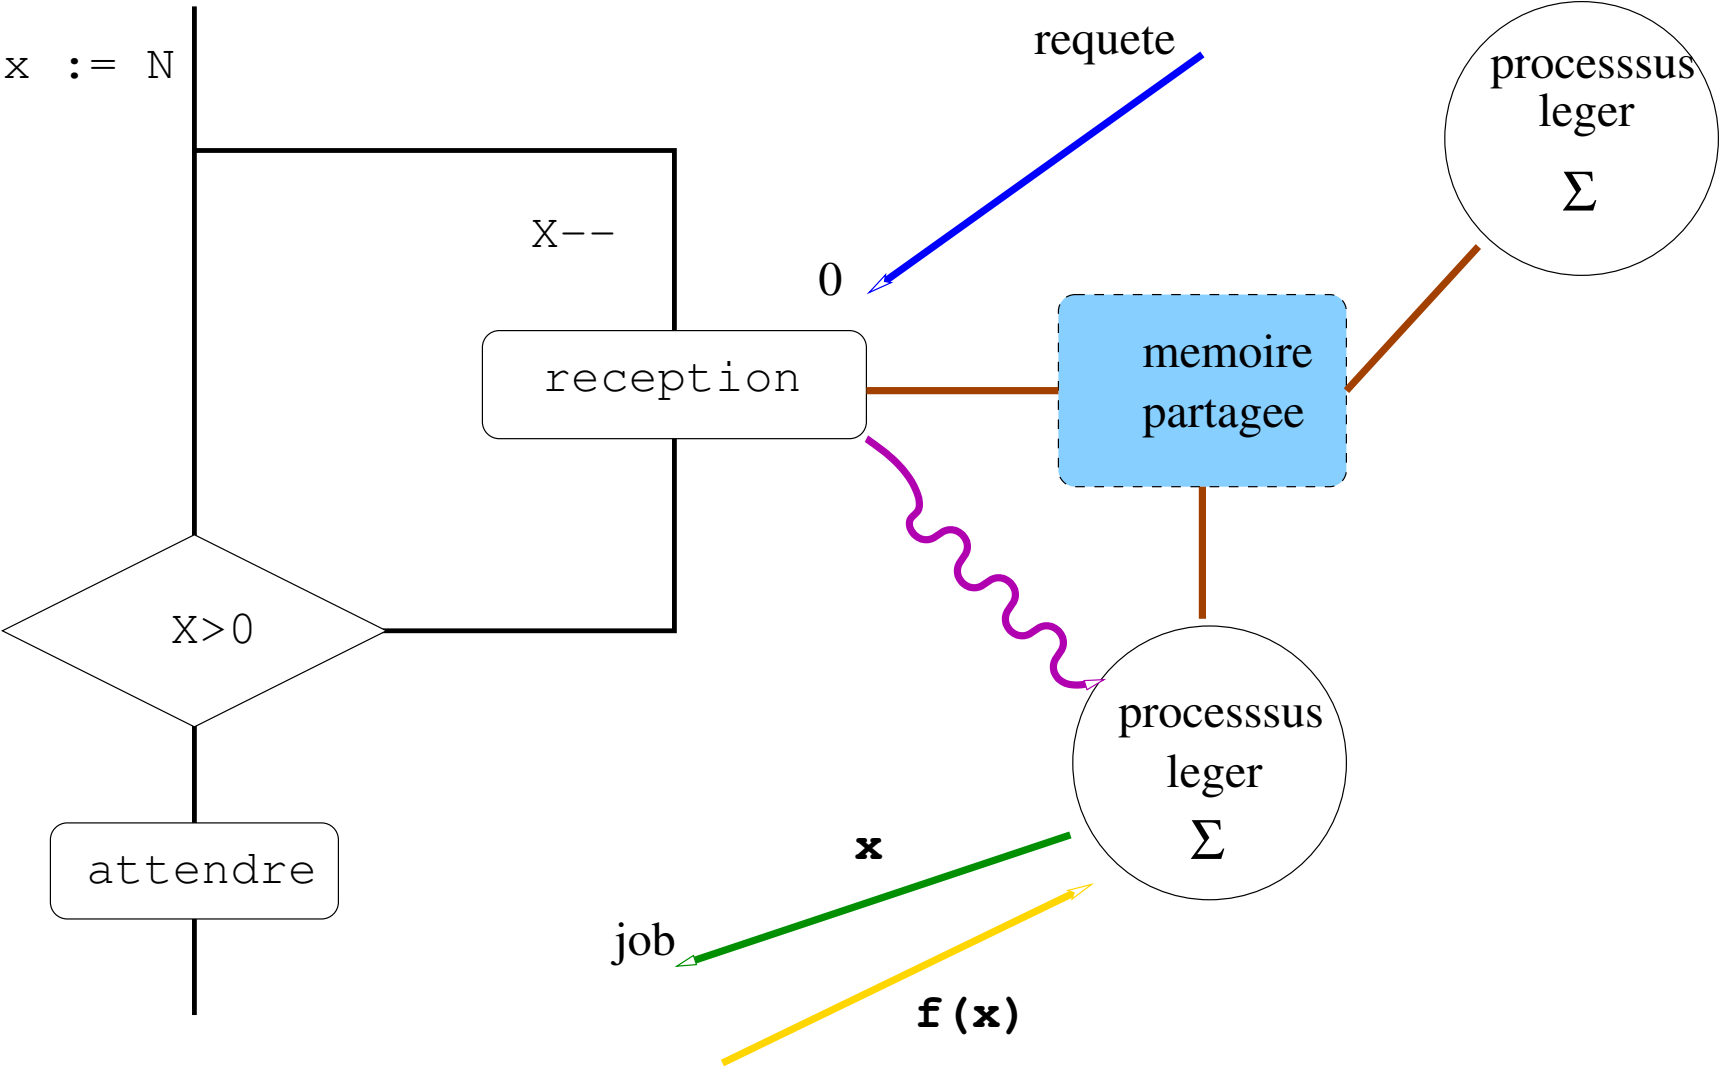 x := N
requete
processsus
leger
Σ
X--
0
reception
memoire
partagee
X>0
processsus
leger
Σ
attendre
x
job
f(x)